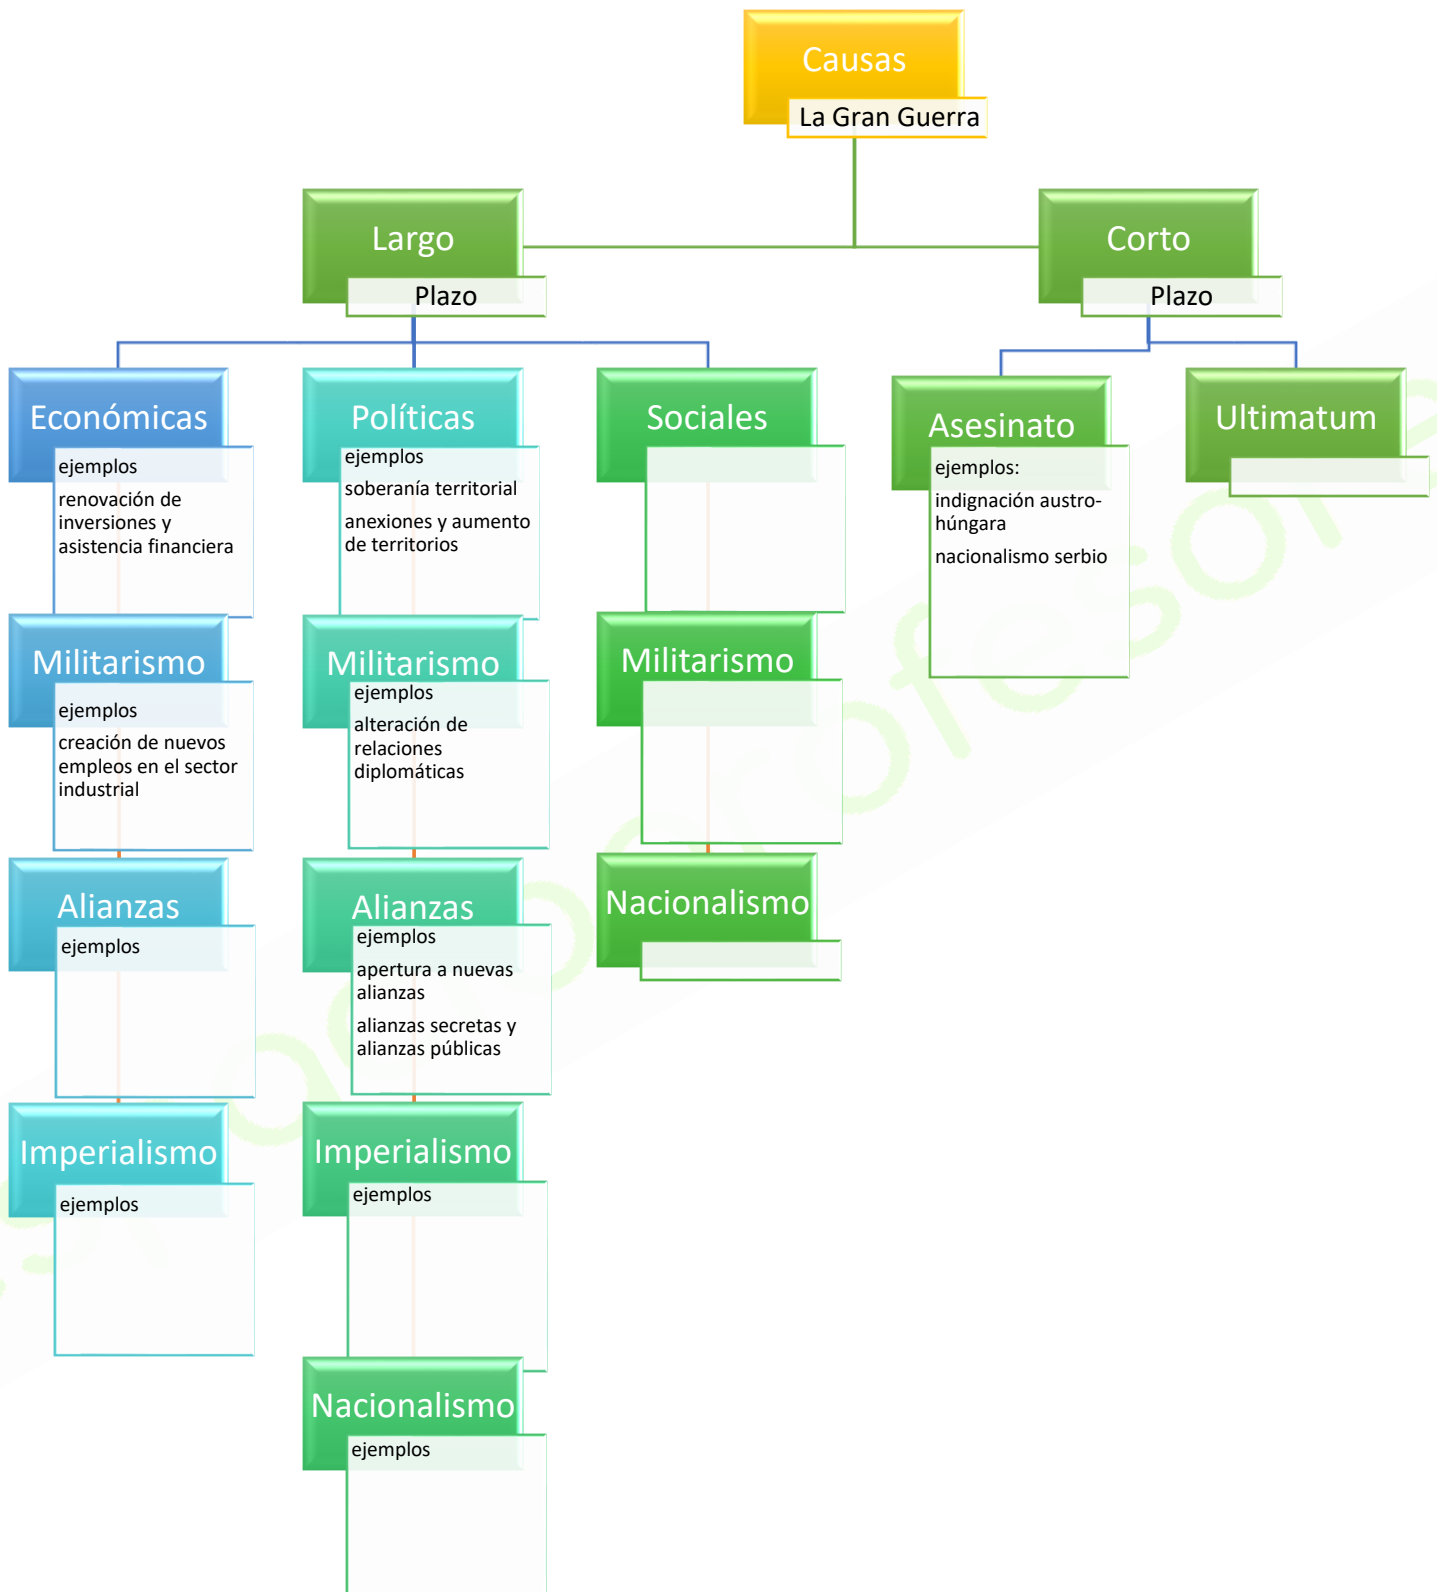 Causas
La Gran Guerra
Largo
Plazo
Corto
Plazo
Económicas
ejemplos
renovación de
inversiones y
asistencia financiera
Militarismo
ejemplos
creación de nuevos
empleos en el sector
industrial
Alianzas
ejemplos
Imperialismo
ejemplos
Políticas
ejemplos
soberanía territorial
anexiones y aumento
de territorios
Militarismo
ejemplos
alteración de
relaciones
diplomáticas
Alianzas
ejemplos
apertura a nuevas
alianzas
alianzas secretas y
alianzas públicas
Imperialismo
ejemplos
Nacionalismo
ejemplos
Sociales
Militarismo
Nacionalismo
Asesinato
ejemplos:
indignación austro-
húngara
nacionalismo serbio
Ultimatum